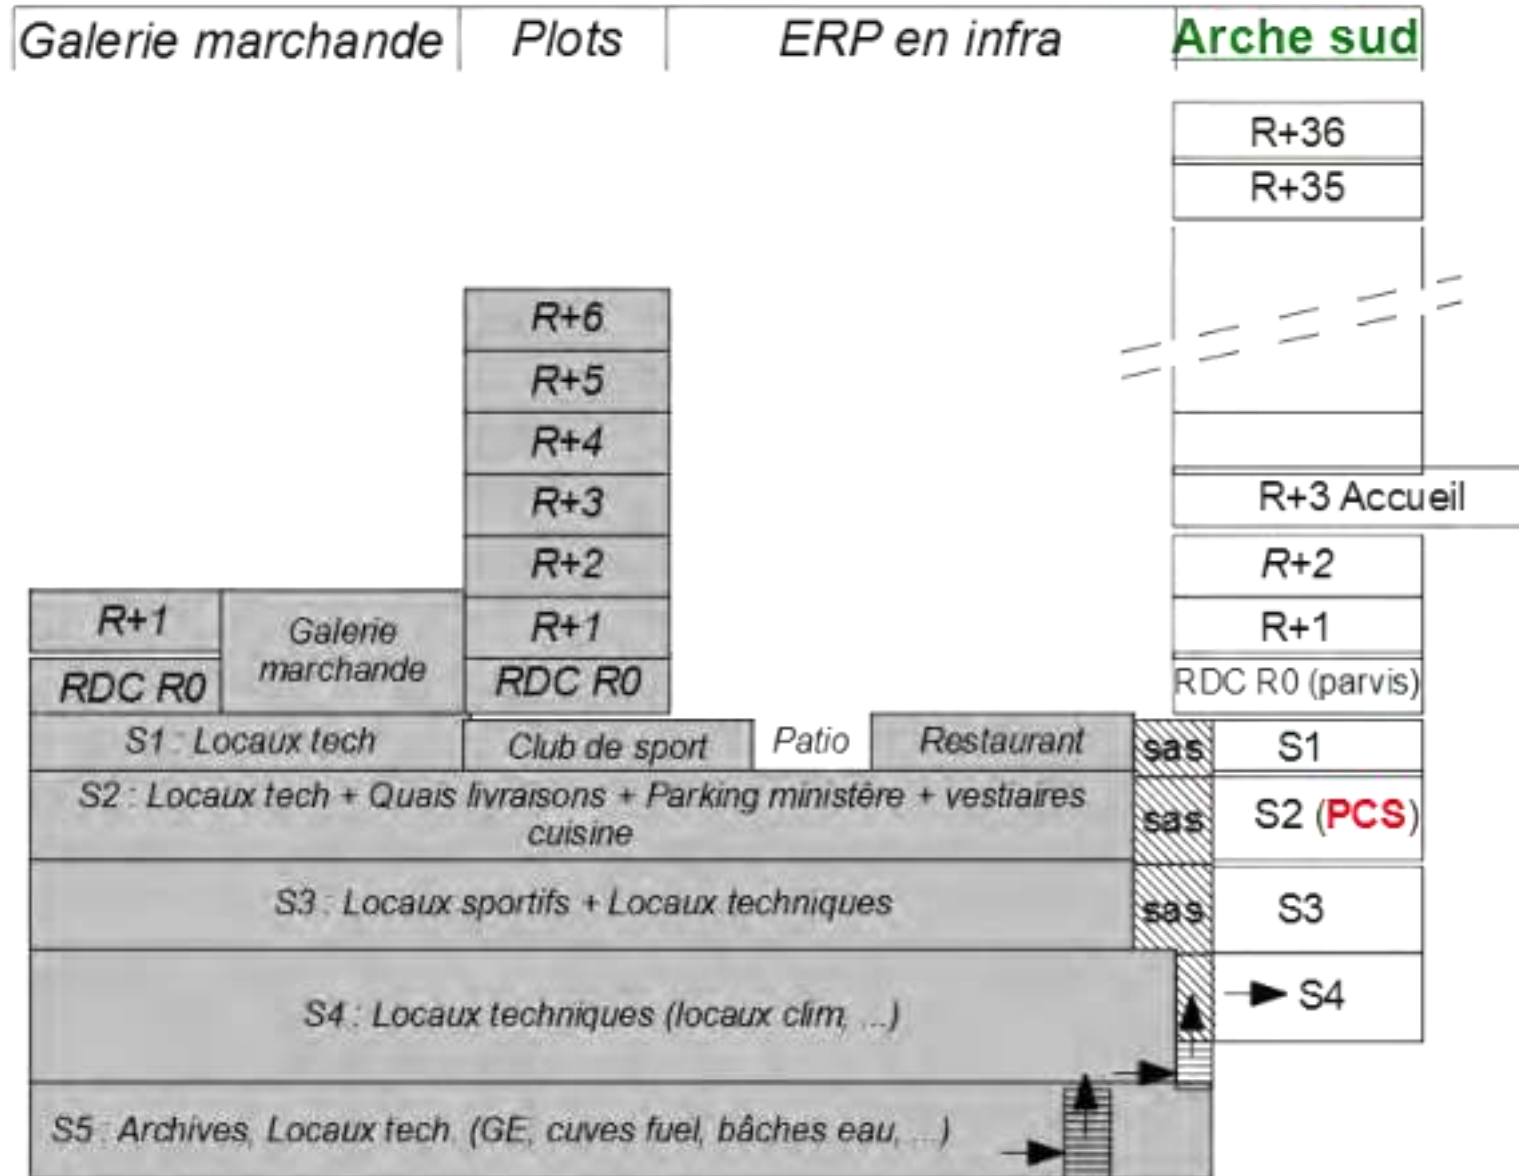 Galerie marchande Plots ERP en infra Arche sud
R+36
R+35
R+6
R+5
R+4
R+3 R+3 Accueil
R+2 R+2
R+1 Galerie marchande R+1 R+1
RDC R0 RDC R0 RDC R0 (parvis)
S1 : Locaux tech Club de sport Patio Restaurant sas S1
S2 : Locaux tech + Quais livraisons + Parking ministère + vestiaires
cuisine sas S2 (PCS)
S3 : Locaux sportifs + Locaux techniques sas S3
S4 : Locaux techniques (locaux clim, ...) S4
S5 : Archives, Locaux tech. (GE, cuves fuel, bâches eau, ...)